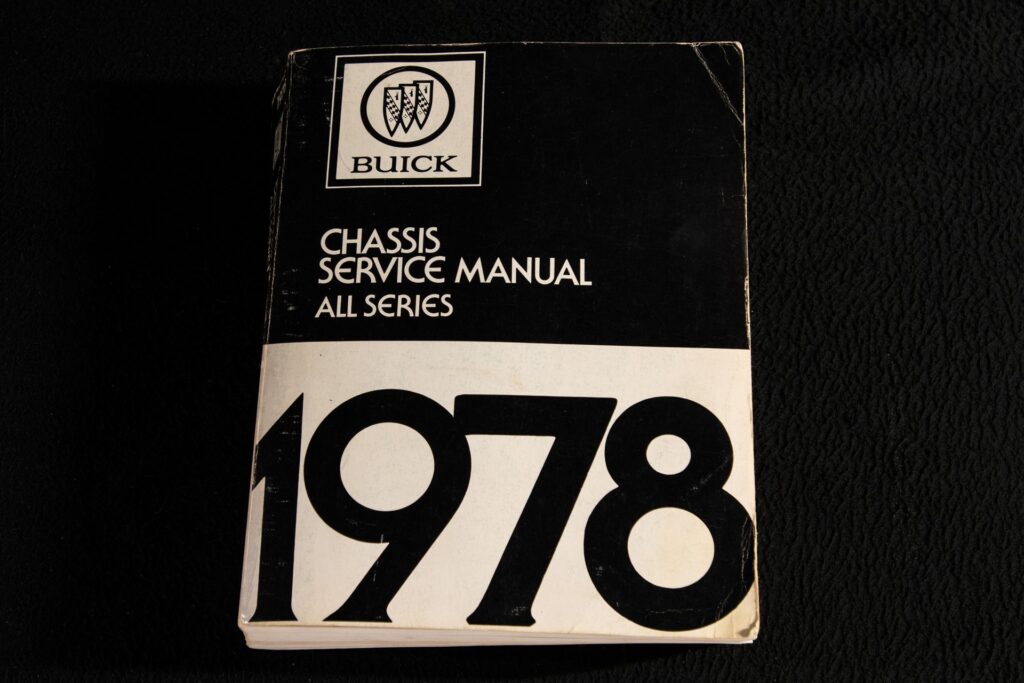 BUICK
CHASSIS
SERVICE MANUAL
ALL SERIES
1978